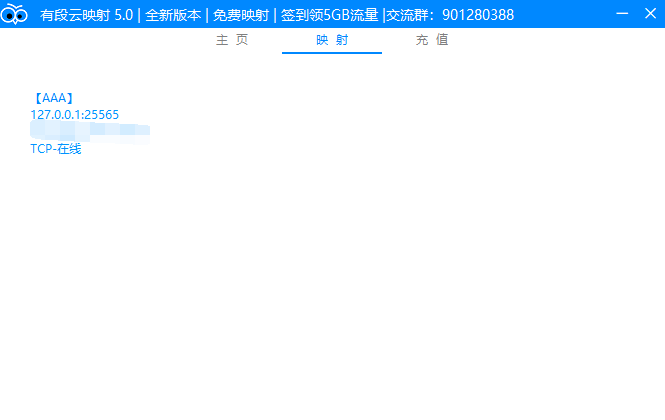 有段云映射 5.0 | 全新版本 | 免费映射 | 签到领5GB流量 |交流群：901280388
主 页
映 射
充 值
【AAA】
127.0.0.1:25565
TCP-在线